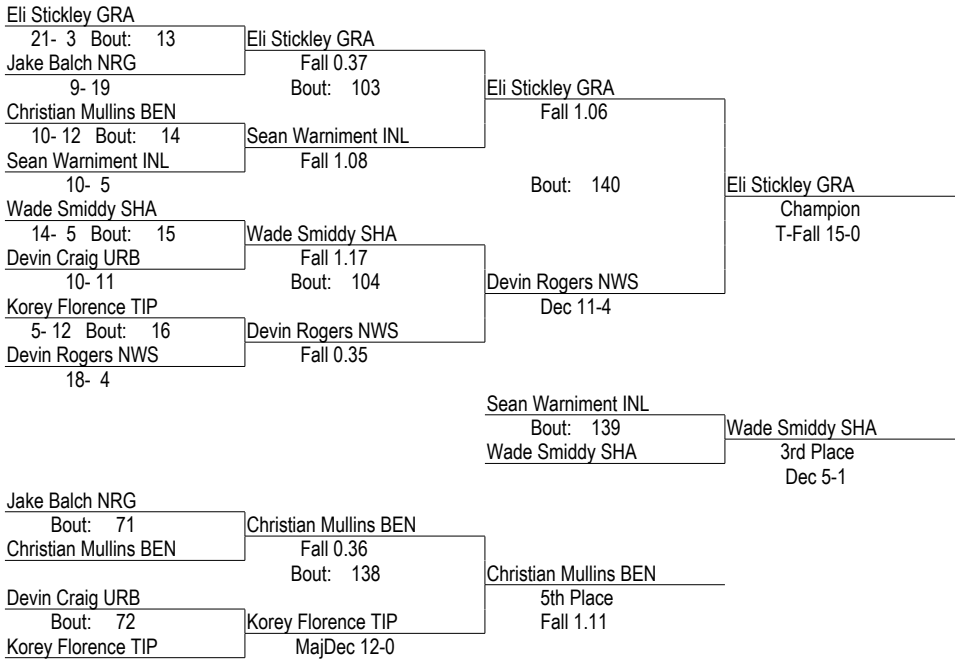 Eli Stickley GRA
21- 3 Bout: 13
Eli Stickley GRA
Jake Balch NRG
Fall 0.37
9- 19
Bout: 103
Eli Stickley GRA
Christian Mullins BEN
Fall 1.06
10- 12 Bout: 14
Sean Warniment INL
Sean Warniment INL
Fall 1.08
10- 5
Bout: 140
Eli Stickley GRA
Wade Smiddy SHA
Champion
14- 5 Bout: 15
Wade Smiddy SHA
T-Fall 15-0
Devin Craig URB
Fall 1.17
10- 11
Bout: 104
Devin Rogers NWS
Korey Florence TIP
Dec 11-4
5- 12 Bout: 16
Devin Rogers NWS
Devin Rogers NWS
Fall 0.35
18- 4
Sean Warniment INL
Bout: 139
Wade Smiddy SHA
Wade Smiddy SHA
3rd Place
Dec 5-1
Jake Balch NRG
Bout: 71
Christian Mullins BEN
Christian Mullins BEN
Fall 0.36
Bout: 138
Christian Mullins BEN
Devin Craig URB
5th Place
Bout: 72
Korey Florence TIP
Fall 1.11
Korey Florence TIP
MajDec 12-0